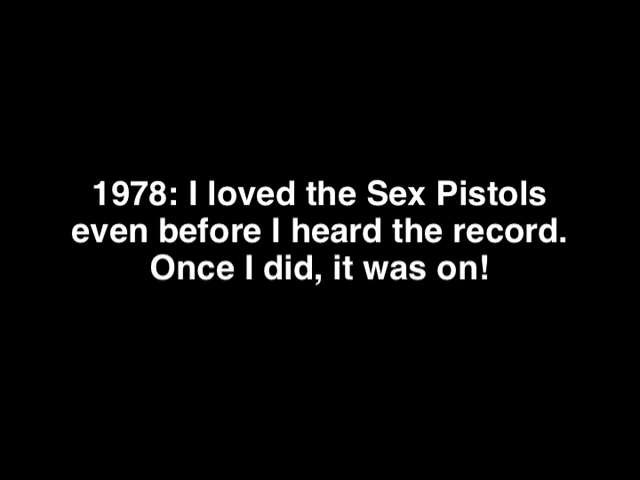 1978: I loved the Sex Pistols
even before I heard the record.
Once I did, it was on!